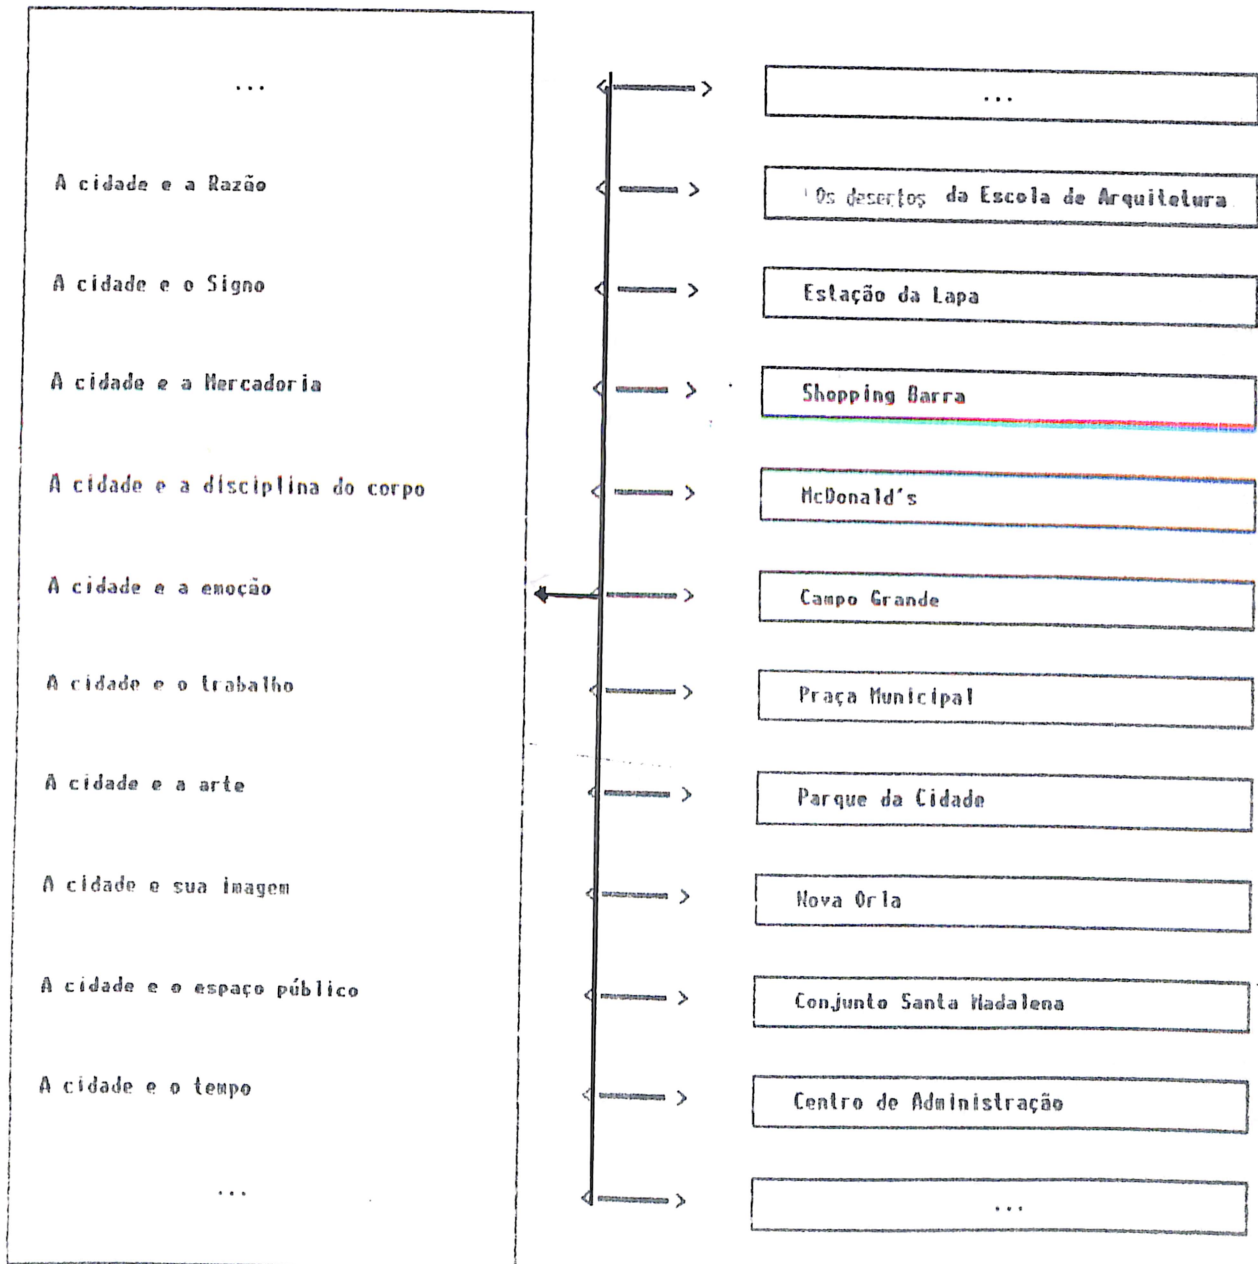 ...
A cidade e a Razão
A cidade e o Signo
A cidade e a Mercadoria
A cidade e a disciplina do corpo
A cidade e a emoção
A cidade e o trabalho
A cidade e a arte
A cidade e sua imagem
A cidade e o espaço público
A cidade e o tempo
...
...
Os desertos da Escola de Arquitetura
Estação da Lapa
Shopping Barra
McDonald's
Campo Grande
Praça Municipal
Parque da Cidade
Nova Orla
Conjunto Santa Madalena
Centro de Administração
...